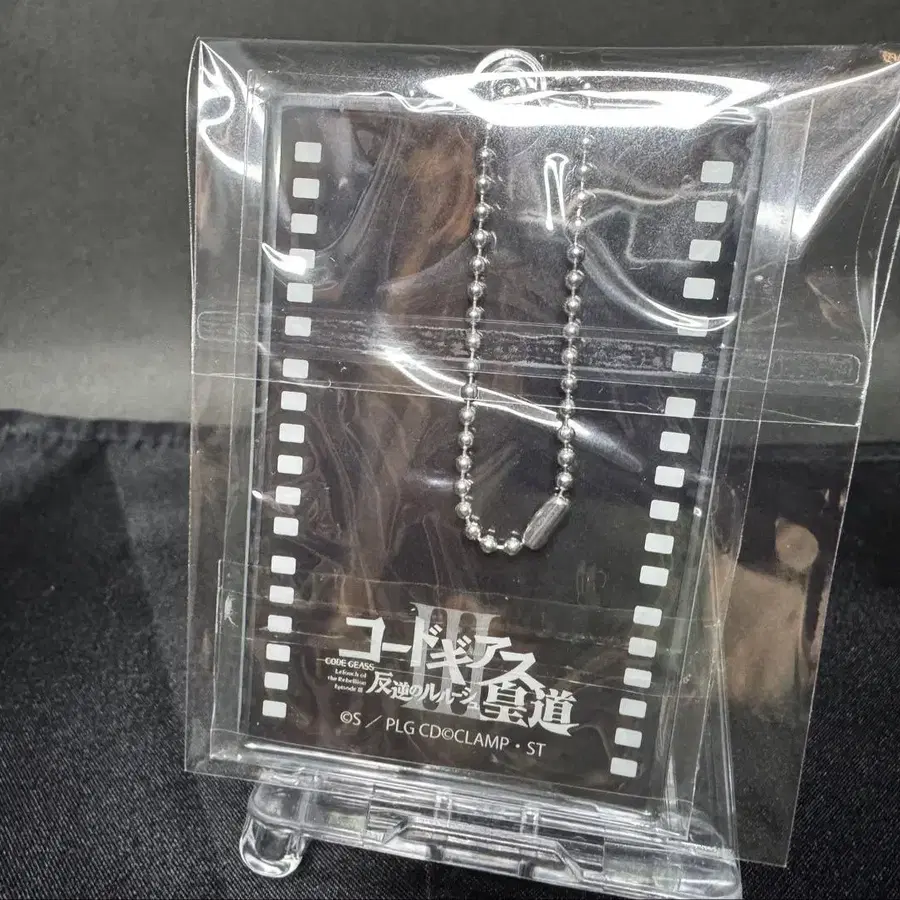 III
コードギアス
CODE GEASS
Lelouch of
the Rebellion
Episode III
反逆のルルーシュ
皇道
©S／PLG CD©CLAMP・ST